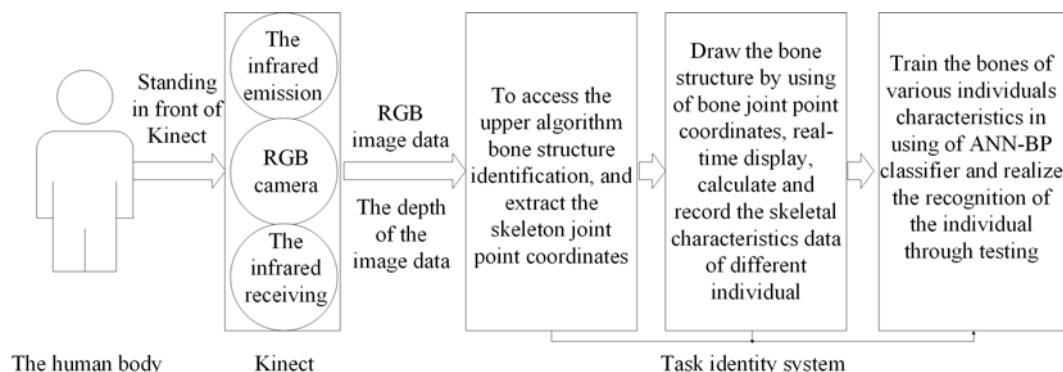 Standing
in front of
Kinect
The
infrared
emission
RGB
camera
The
infrared
receiving
RGB
image data
The depth
of the
image data
To access the
upper algorithm
bone structure
identification, and
extract the
skeleton joint
point coordinates
Draw the bone
structure by using
of bone joint point
coordinates, real-
time display,
calculate and
record the skeletal
characteristics data
of different
individual
Train the bones of
various individuals
characteristics in
using of ANN-BP
classifier and realize
the recognition of
the individual
through testing
The human body
Kinect
Task identity system